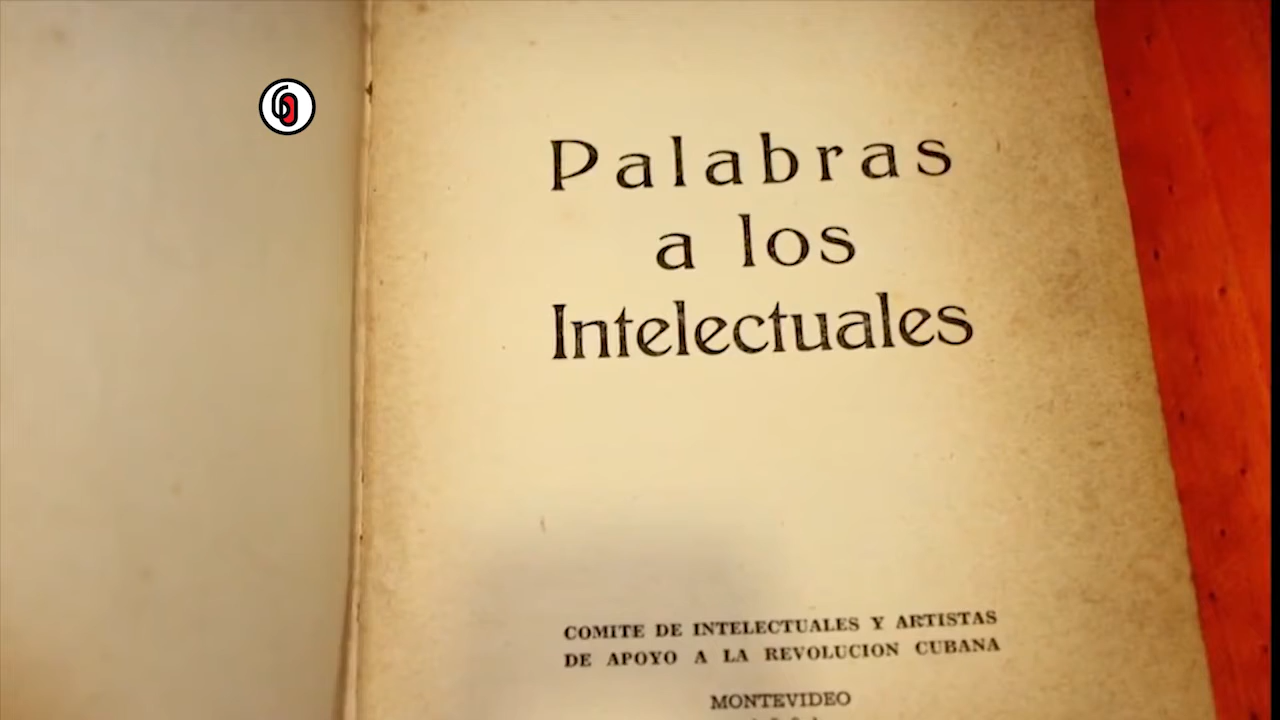 Palabras
a los
Intelectuales
COMITE DE INTELECTUALES Y ARTISTAS
DE APOYO A LA REVOLUCION CUBANA
MONTEVIDEO